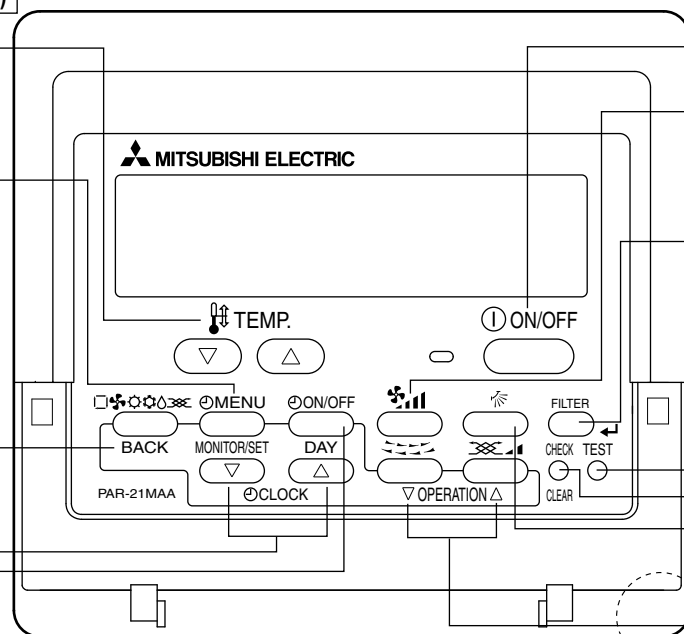 )
MITSUBISHI ELECTRIC
TEMP.
ON/OFF
MENU
ON/OFF
FILTER
BACK
MONITOR/SET
DAY
CHECK
TEST
PAR-21MAA
CLOCK
OPERATION
CLEAR